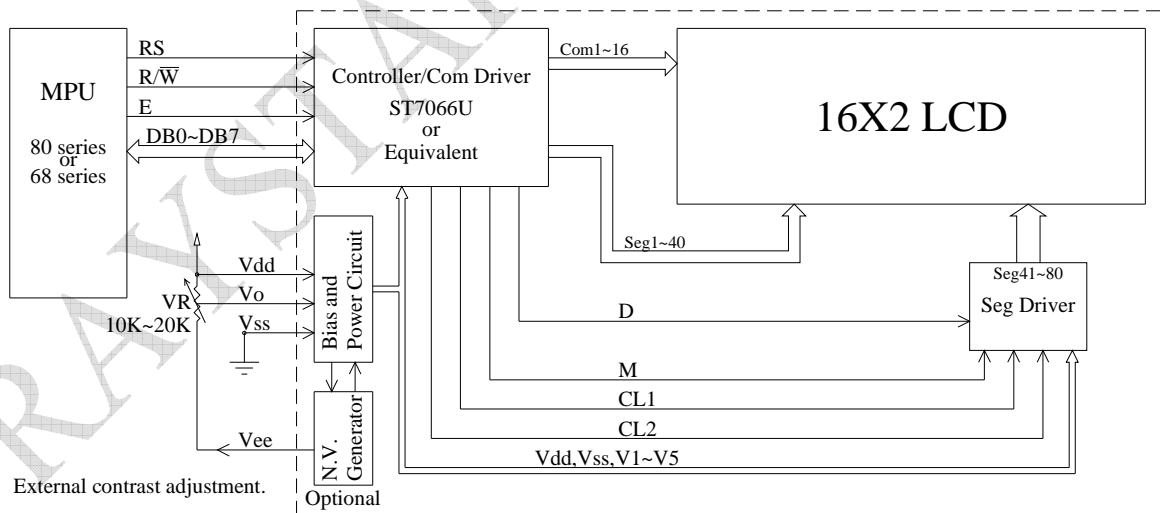 RAYSTA
MPU
80 series
or
68 series
RS
R/W̅
E
DB0~DB7
Controller/Com Driver
ST7066U
or
Equivalent
Com1~16
16X2 LCD
Seg1~40
Seg41~80
Seg Driver
Vdd
Vo
Vss
VR
10K~20K
Bias and
Power Circuit
D
M
CL1
CL2
Vdd,Vss,V1~V5
N.V.
Generator
Vee
Optional
External contrast adjustment.